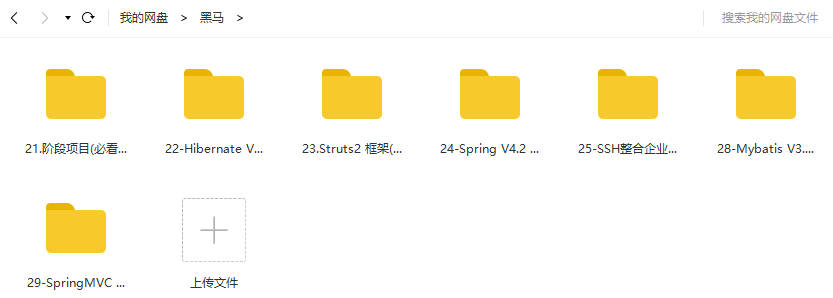 我的网盘 > 黑马 >
搜索我的网盘文件
21.阶段项目(必看...
22-Hibernate V...
23.Struts2 框架(...
24-Spring V4.2 ...
25-SSH整合企业...
28-Mybatis V3....
29-SpringMVC ...
上传文件